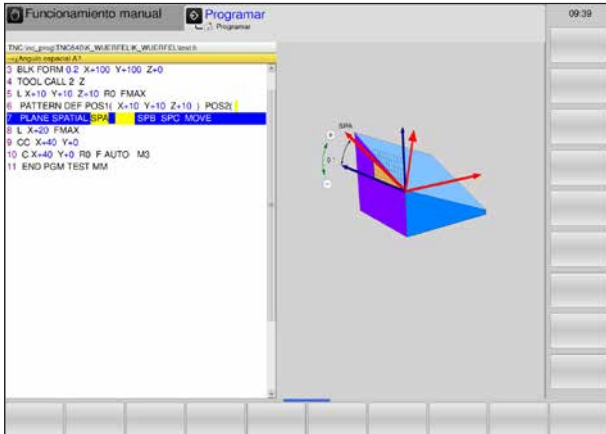 Funcionamiento manual
Programar
Programar
09:39
TNC:\nc_prog\TNC640\K_WUERFEL\K_WUERFEL\test.h
→Angulo espacial A?
3 BLK FORM 0.2 X+100 Y+100 Z+0
4 TOOL CALL 2 Z
5 L X+10 Y+10 Z+10 R0 FMAX
6 PATTERN DEF POS1( X+10 Y+10 Z+10 ) POS2(
7 PLANE SPATIAL SPA SPB SPC MOVE
8 L X+20 FMAX
9 CC X+40 Y+0
10 C X+40 Y+0 R0 F AUTO M3
11 END PGM TEST MM
SPA
+
0°
−